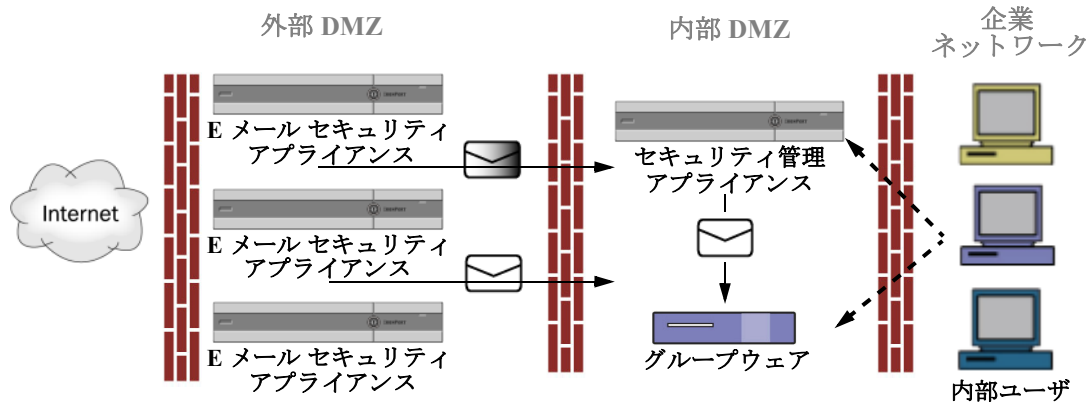 外部 DMZ
内部 DMZ
企業
ネットワーク
E メール セキュリティ
アプライアンス
セキュリティ管理
アプライアンス
Internet
E メール セキュリティ
アプライアンス
E メール セキュリティ
アプライアンス
グループウェア
内部ユーザ